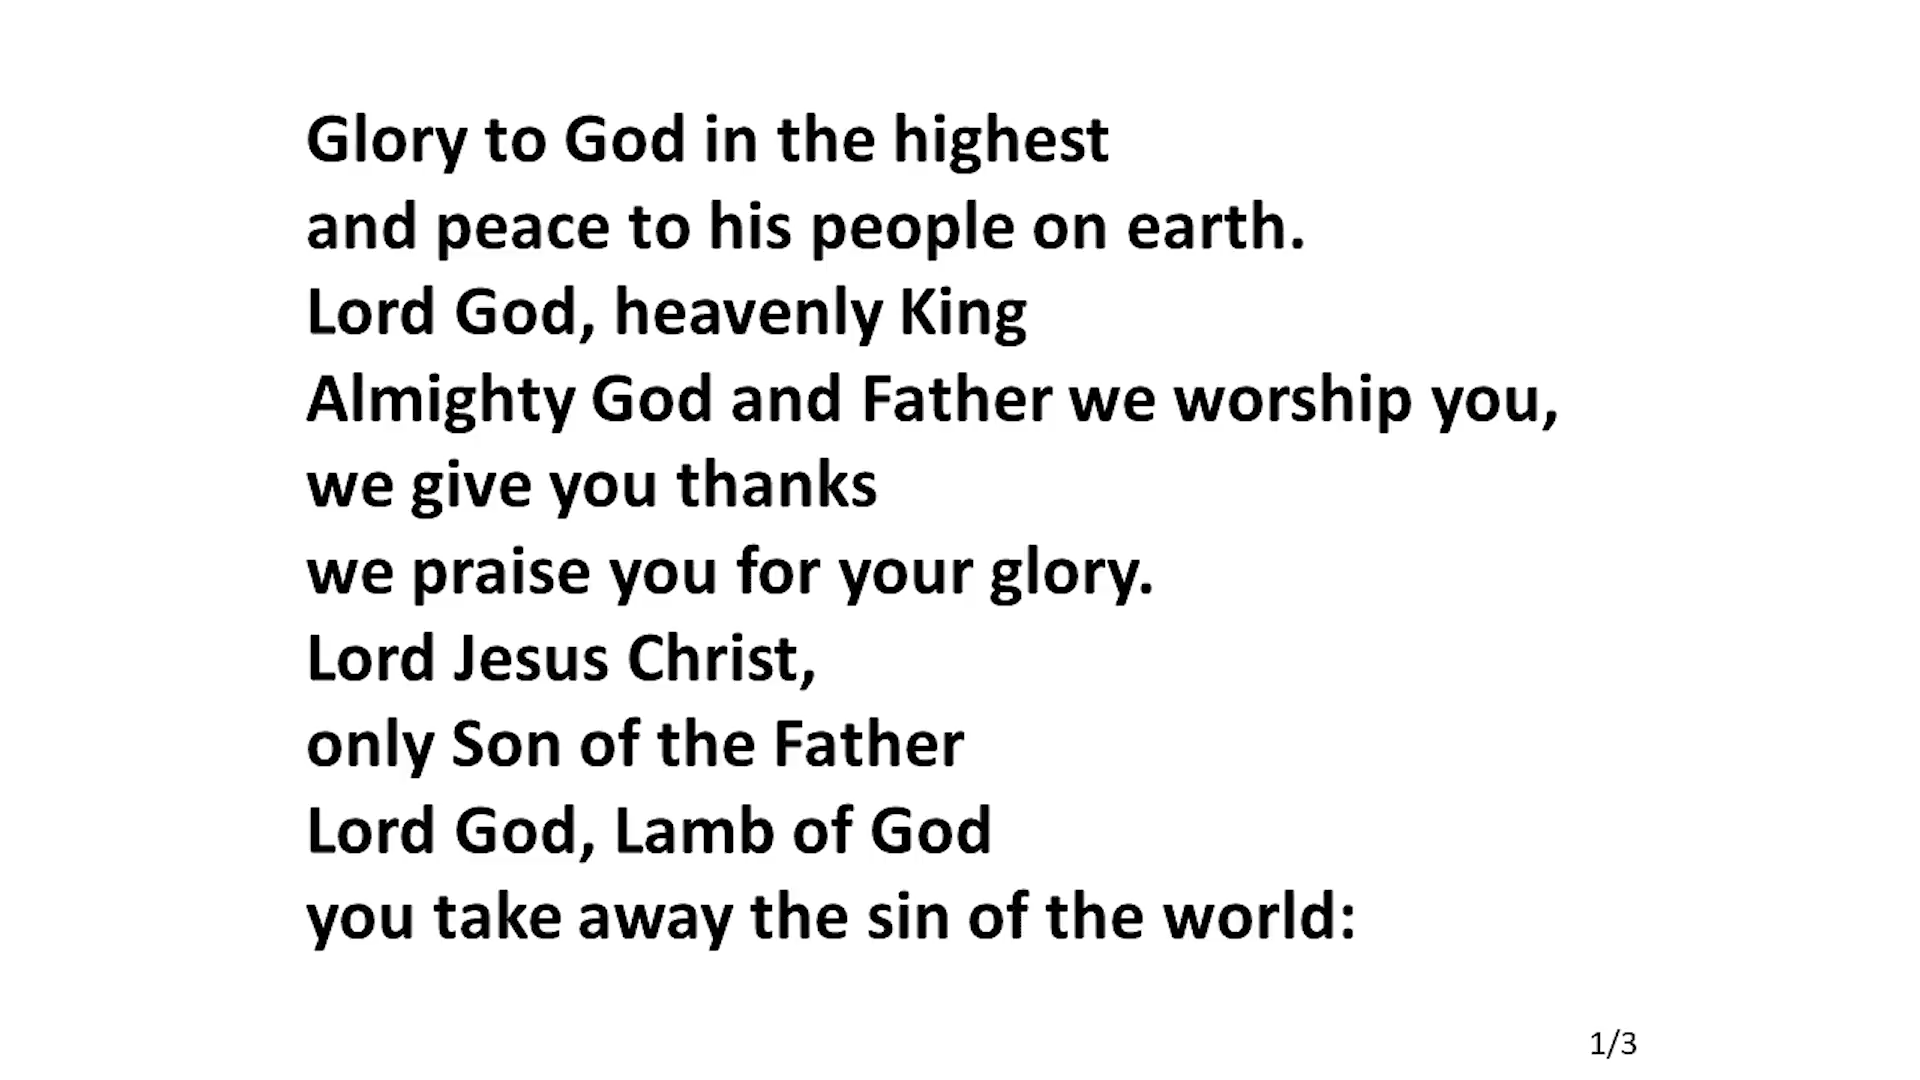 Glory to God in the highest
and peace to his people on earth.
Lord God, heavenly King
Almighty God and Father we worship you,
we give you thanks
we praise you for your glory.
Lord Jesus Christ,
only Son of the Father
Lord God, Lamb of God
you take away the sin of the world:
1/3